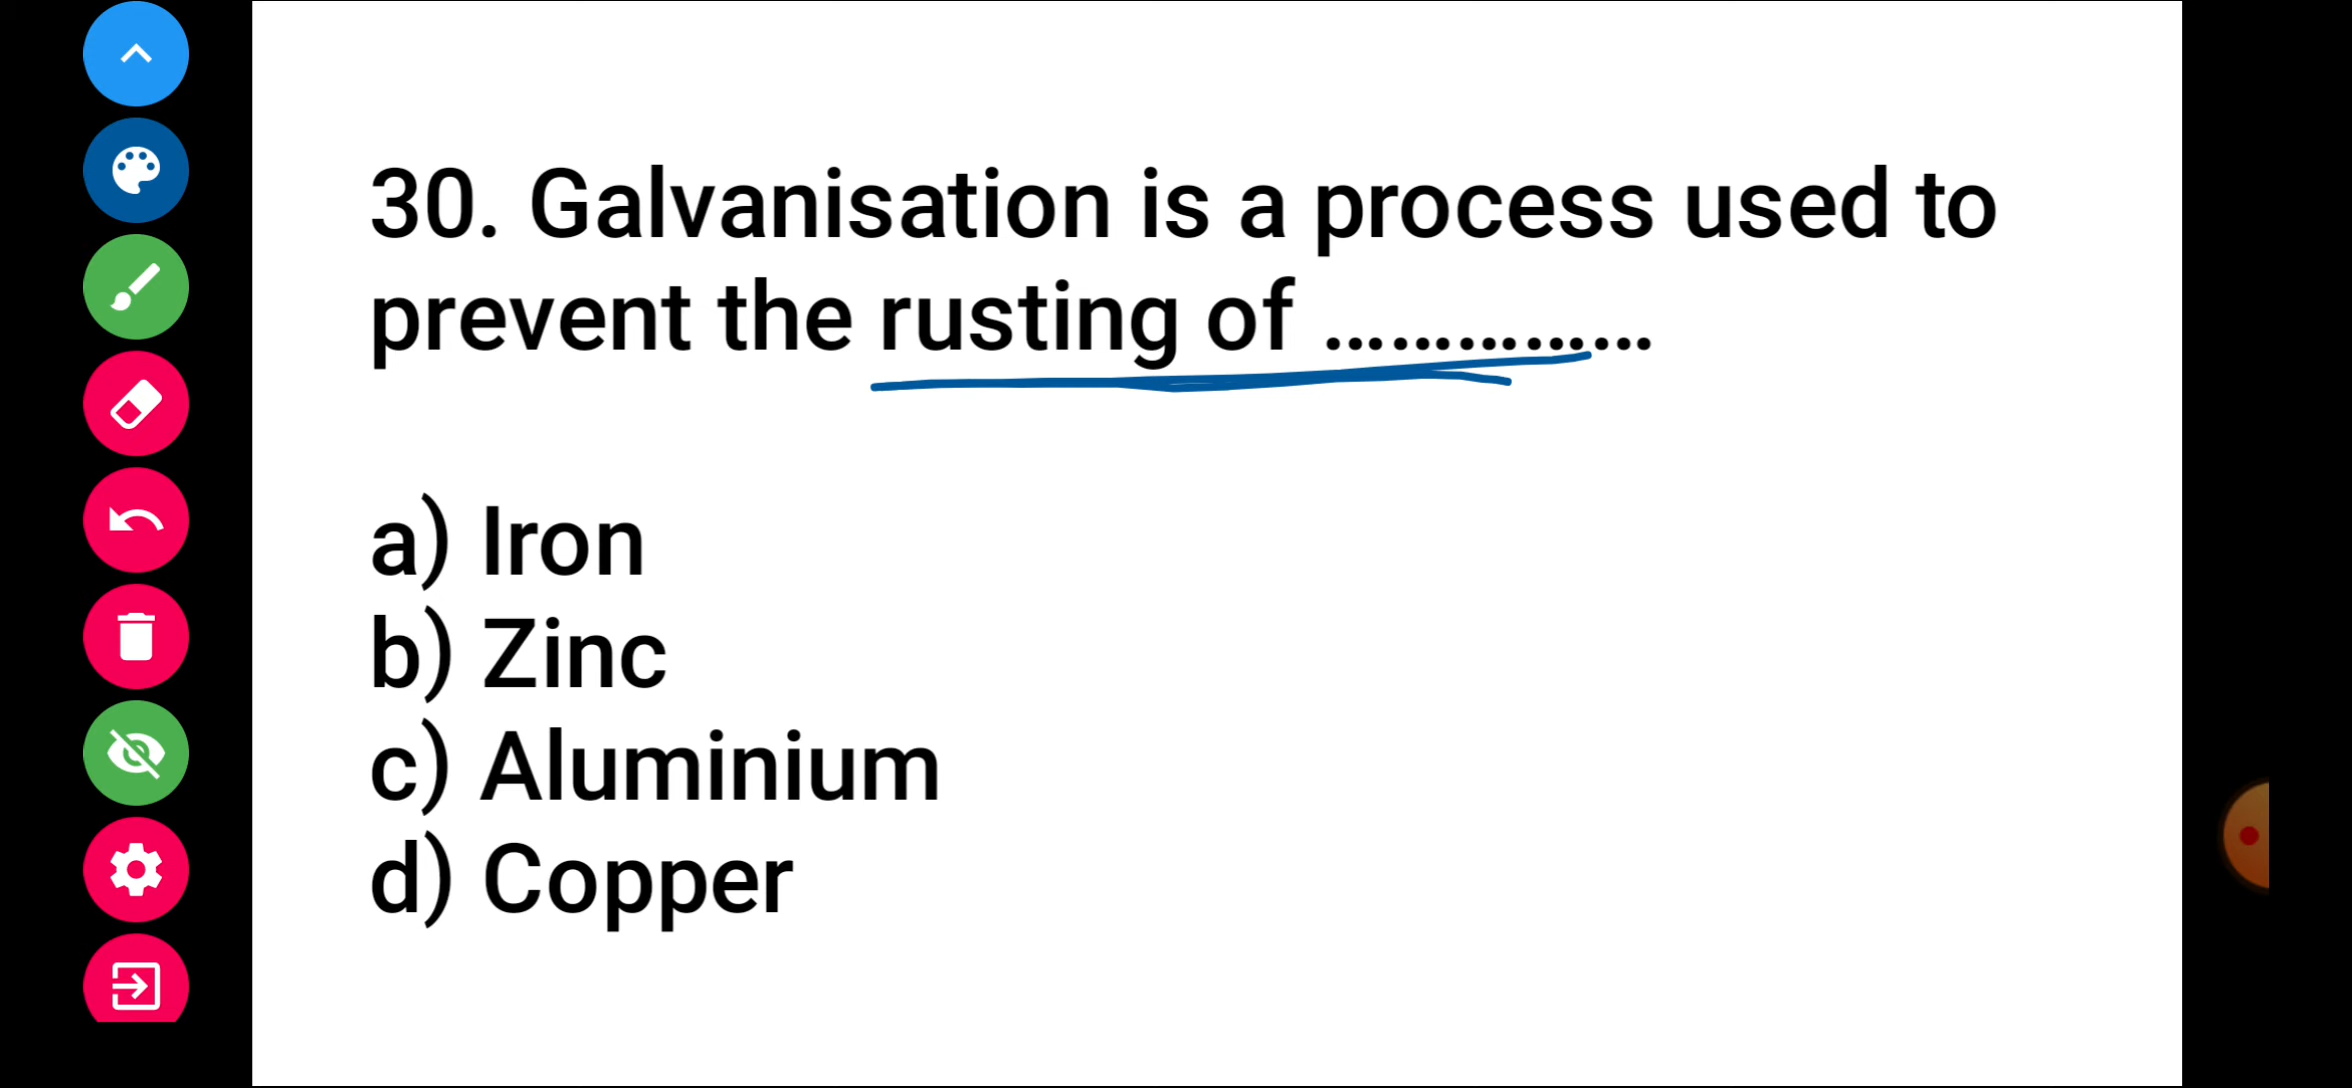 30. Galvanisation is a process used to
prevent the rusting of ...............
a) Iron
b) Zinc
c) Aluminium
d) Copper